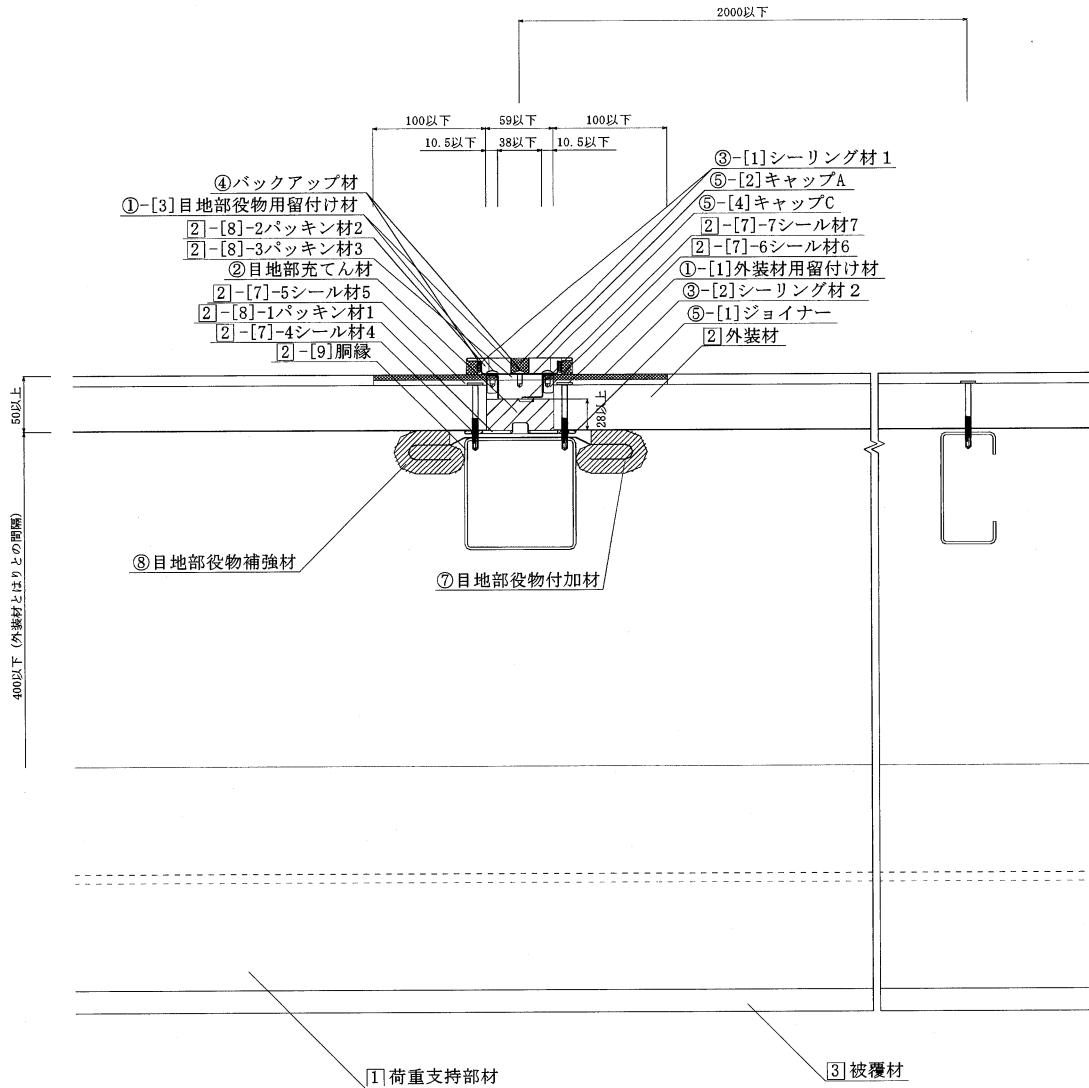 2000以下
100以下 59以下 100以下
10.5以下 38以下 10.5以下
④バックアップ材
①-[3]目地部役物用留付け材
2-[8]-2パッキン材2
2-[8]-3パッキン材3
②目地部充てん材
2-[7]-5シール材5
2-[8]-1パッキン材1
2-[7]-4シール材4
2-[9]胴縁
③-[1]シーリング材1
⑤-[2]キャップA
⑤-[4]キャップC
2-[7]-7シール材7
2-[7]-6シール材6
①-[1]外装材用留付け材
③-[2]シーリング材2
⑤-[1]ジョイナー
2外装材
50以上
28以上
400以下(外装材とはりとの間隔)
⑧目地部役物補強材
⑦目地部役物付加材
1荷重支持部材
3被覆材